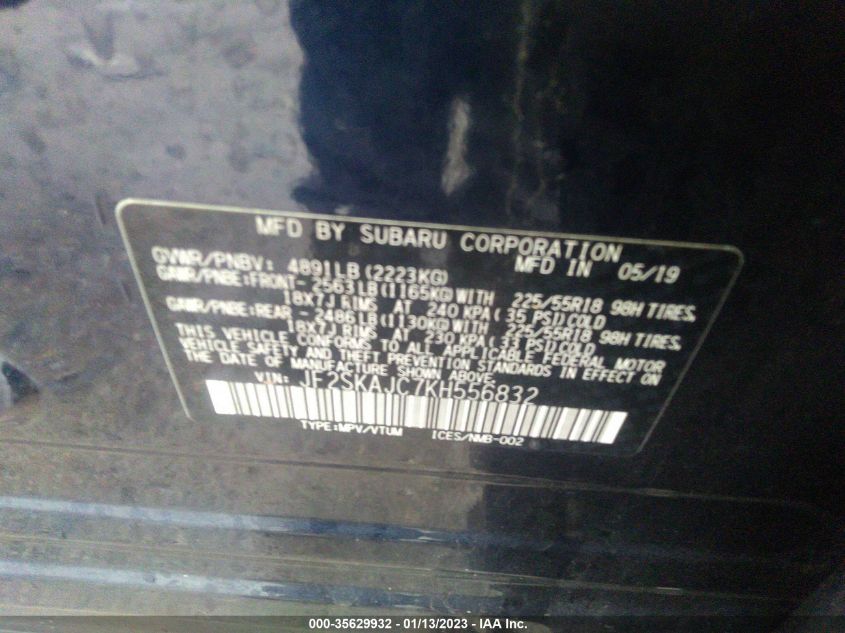 MFD BY SUBARU CORPORATION
GVWR/PNBV: 4891LB(2223KG) MFD IN 05/19
GAWR/PNBE:FRONT- 2563LB(1165KG)WITH 225/55R18 98H TIRES,
18X7J RIMS AT 240 KPA( 35 PSI)COLD
GAWR/PNBE:REAR - 2486LB(1130KG)WITH 225/55R18 98H TIRES,
18X7J RIMS AT 230 KPA( 33 PSI)COLD
THIS VEHICLE CONFORMS TO ALL APPLICABLE FEDERAL MOTOR
VEHICLE SAFETY AND THEFT PREVENTION STANDARDS IN EFFECT ON
THE DATE OF MANUFACTURE SHOWN ABOVE.
VIN: JF2SKAJC7KH556832
TYPE:MPV/VTUM ICES/NMB-002
000-35629932 - 01/13/2023 - IAA Inc.